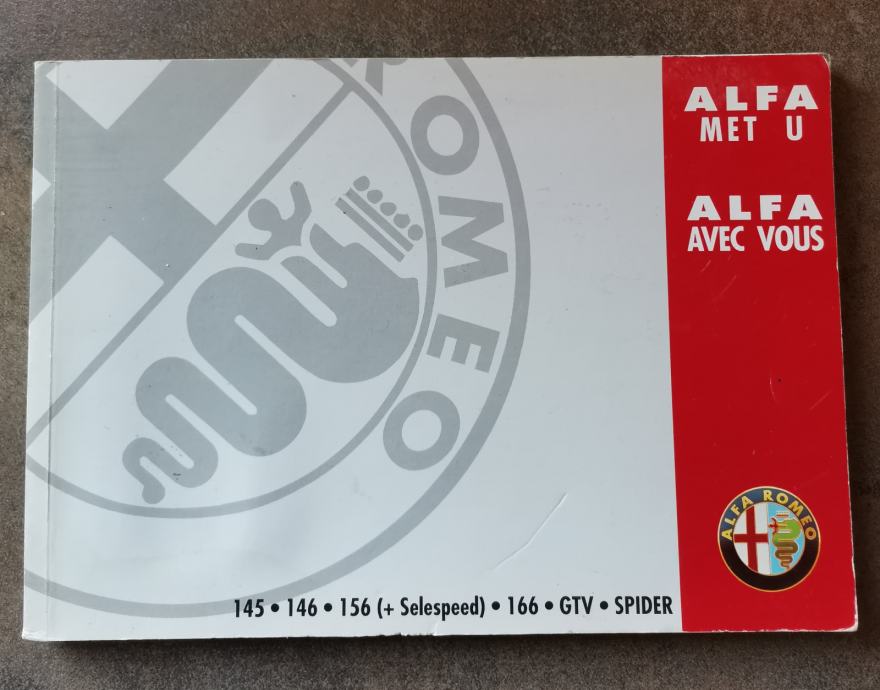 ALFA
MET U
ALFA
AVEC VOUS
ROMEO
ALFA ROMEO
145 • 146 • 156 (+ Selespeed) • 166 • GTV • SPIDER